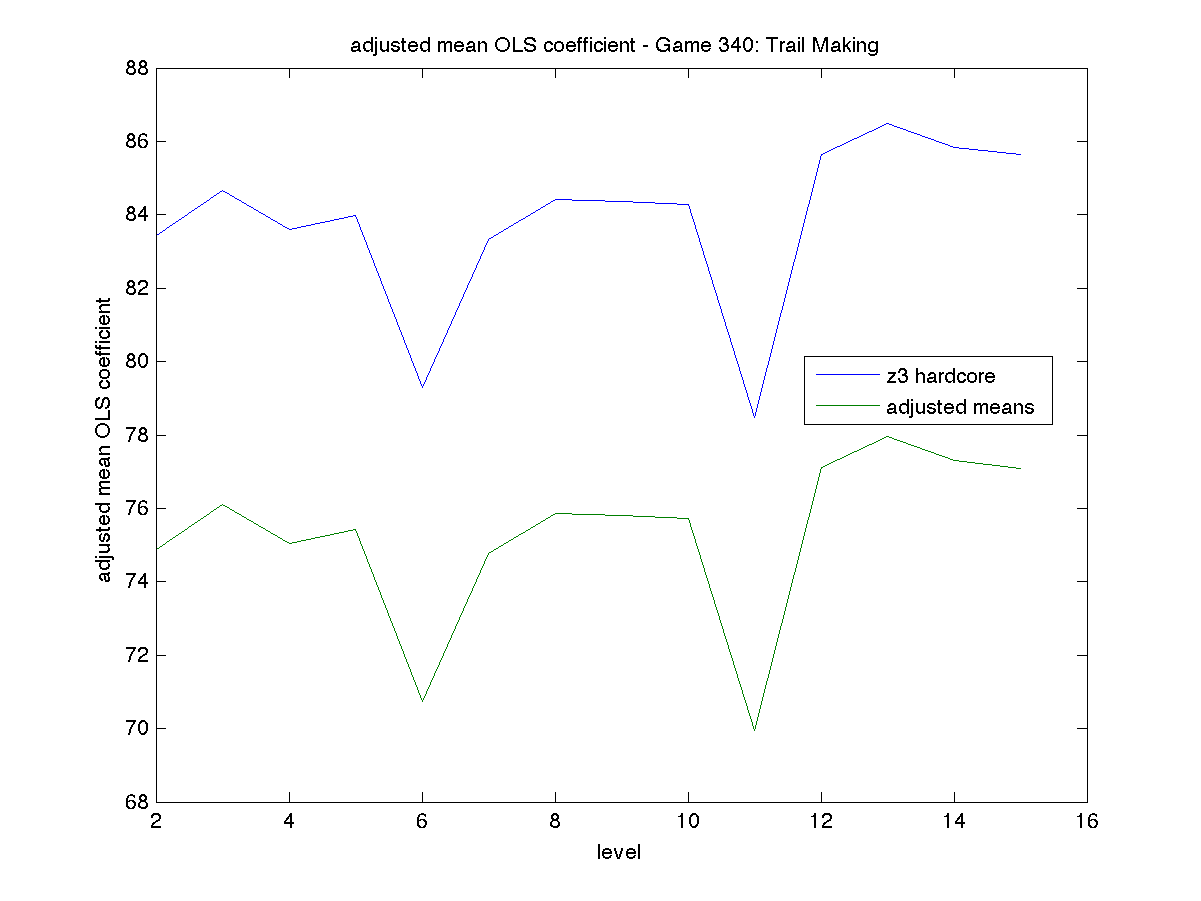 adjusted mean OLS coefficient - Game 340: Trail Making
88
86
84
82
80
78
76
74
72
70
68
adjusted mean OLS coefficient
z3 hardcore
adjusted means
2 4 6 8 10 12 14 16
level